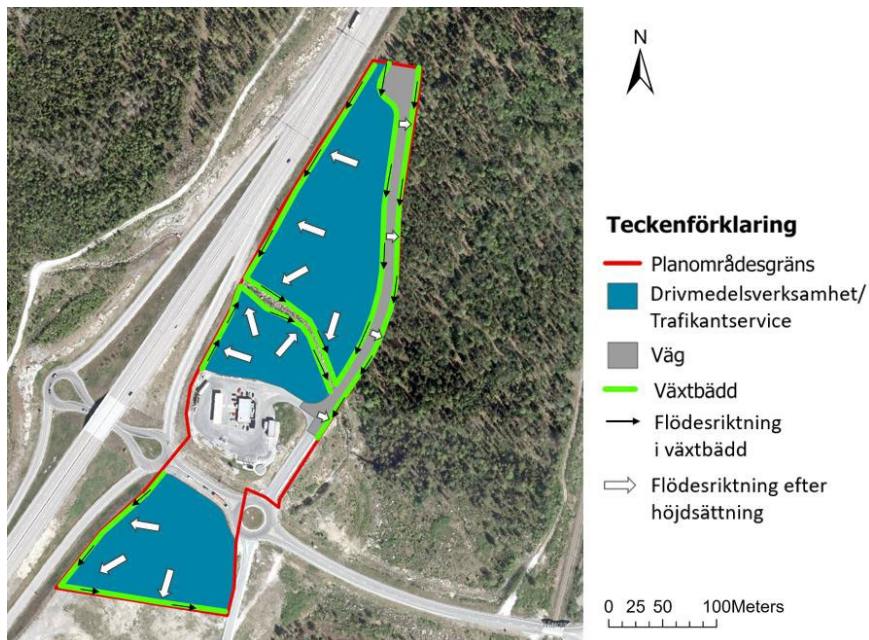 N
Teckenförklaring
Planområdesgräns
Drivmedelsverksamhet/
Trafikantservice
Väg
Växtbädd
Flödesriktning
i växtbädd
Flödesriktning efter
höjdsättning
0 25 50 100Meters